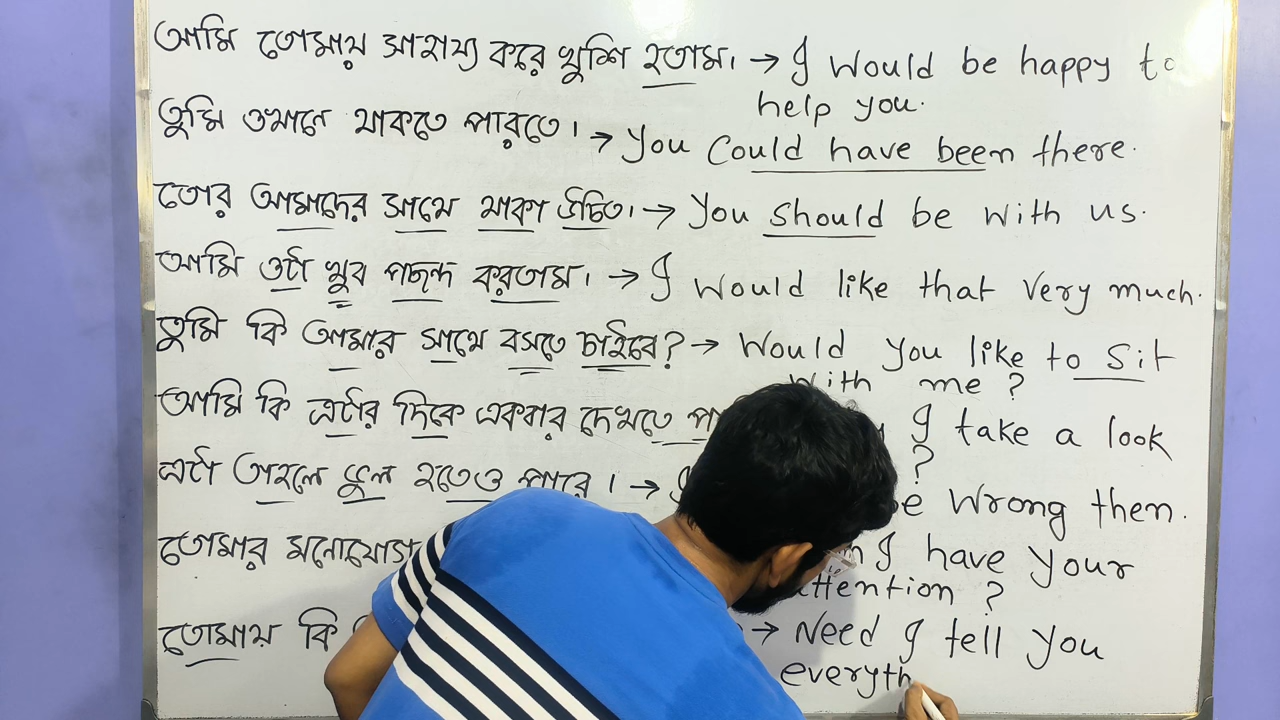 আমি তোমায় সাহায্য করে খুশি হতাম। → I would be happy to
help you.
তুমি ওখানে থাকতে পারতে। → You could have been there.
তোর আমাদের সাথে থাকা উচিত। → You should be with us.
আমি ওটা খুব পছন্দ করতাম। → I would like that very much.
তুমি কি আমার সাথে বসতে চাইবে? → Would you like to sit
with me?
আমি কি এটার দিকে একবার দেখতে I take a look
?
এটা তাহলে ভুল হতেও পারে। → Wrong then.
তোমার মনোযোগ I have your
attention?
তোমায় কি → Need I tell you
everyth